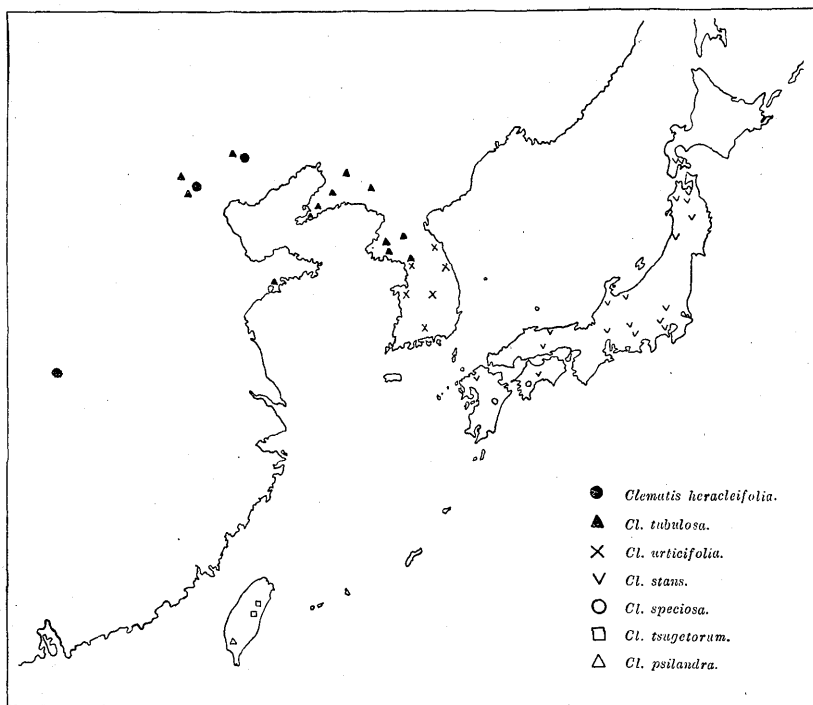 Clematis heracleifolia.
Cl. tubulosa.
Cl. urticifolia.
Cl. stans.
Cl. speciosa.
Cl. tsugetorum.
Cl. psilandra.